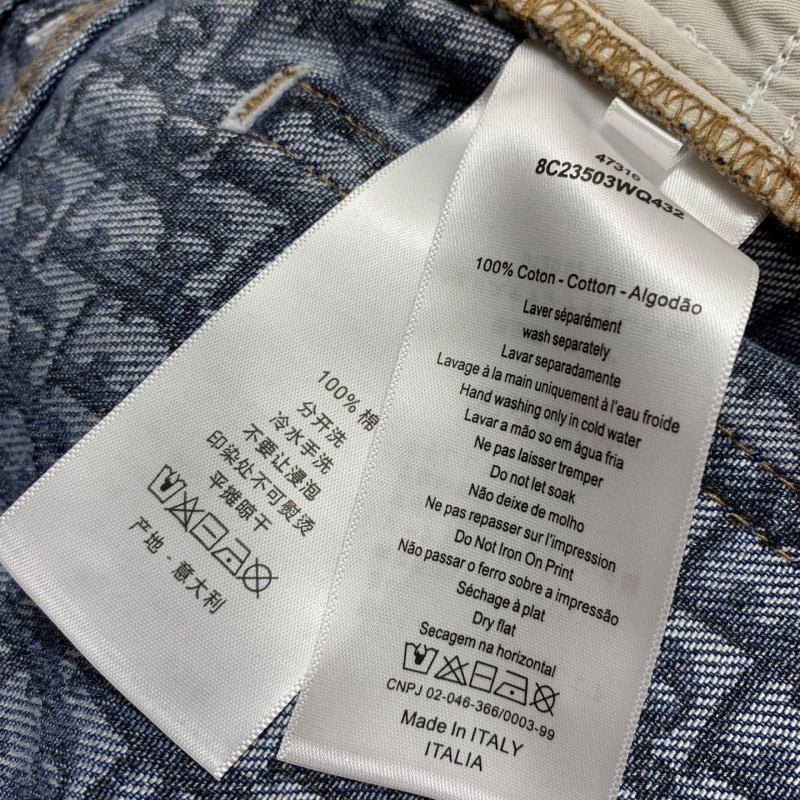 47316
8C23503WQ432
100% Coton - Cotton - Algodão
Laver séparément
wash separately
Lavar separadamente
Lavage à la main uniquement à l'eau froide
Hand washing only in cold water
Lavar a mão so em água fria
Ne pas laisser tremper
Do not let soak
Não deixe de molho
Ne pas repasser sur l'impression
Do Not Iron On Print
Não passar o ferro sobre a impressão
Séchage à plat
Dry flat
Secagem na horizontal
CNPJ 02-046-366/0003-99
Made In ITALY
ITALIA
100% 棉
分开洗
冷水手洗
不要让浸泡
印染处不可熨烫
平摊晾干
产地 - 意大利